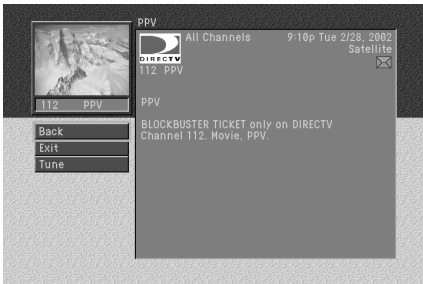 PPV
DIRECTV
All Channels
9:10p Tue 2/28, 2002
Satellite
112 PPV
112 PPV
PPV
BLOCKBUSTER TICKET only on DIRECTV
Channel 112, Movie, PPV.
Back
Exit
Tune